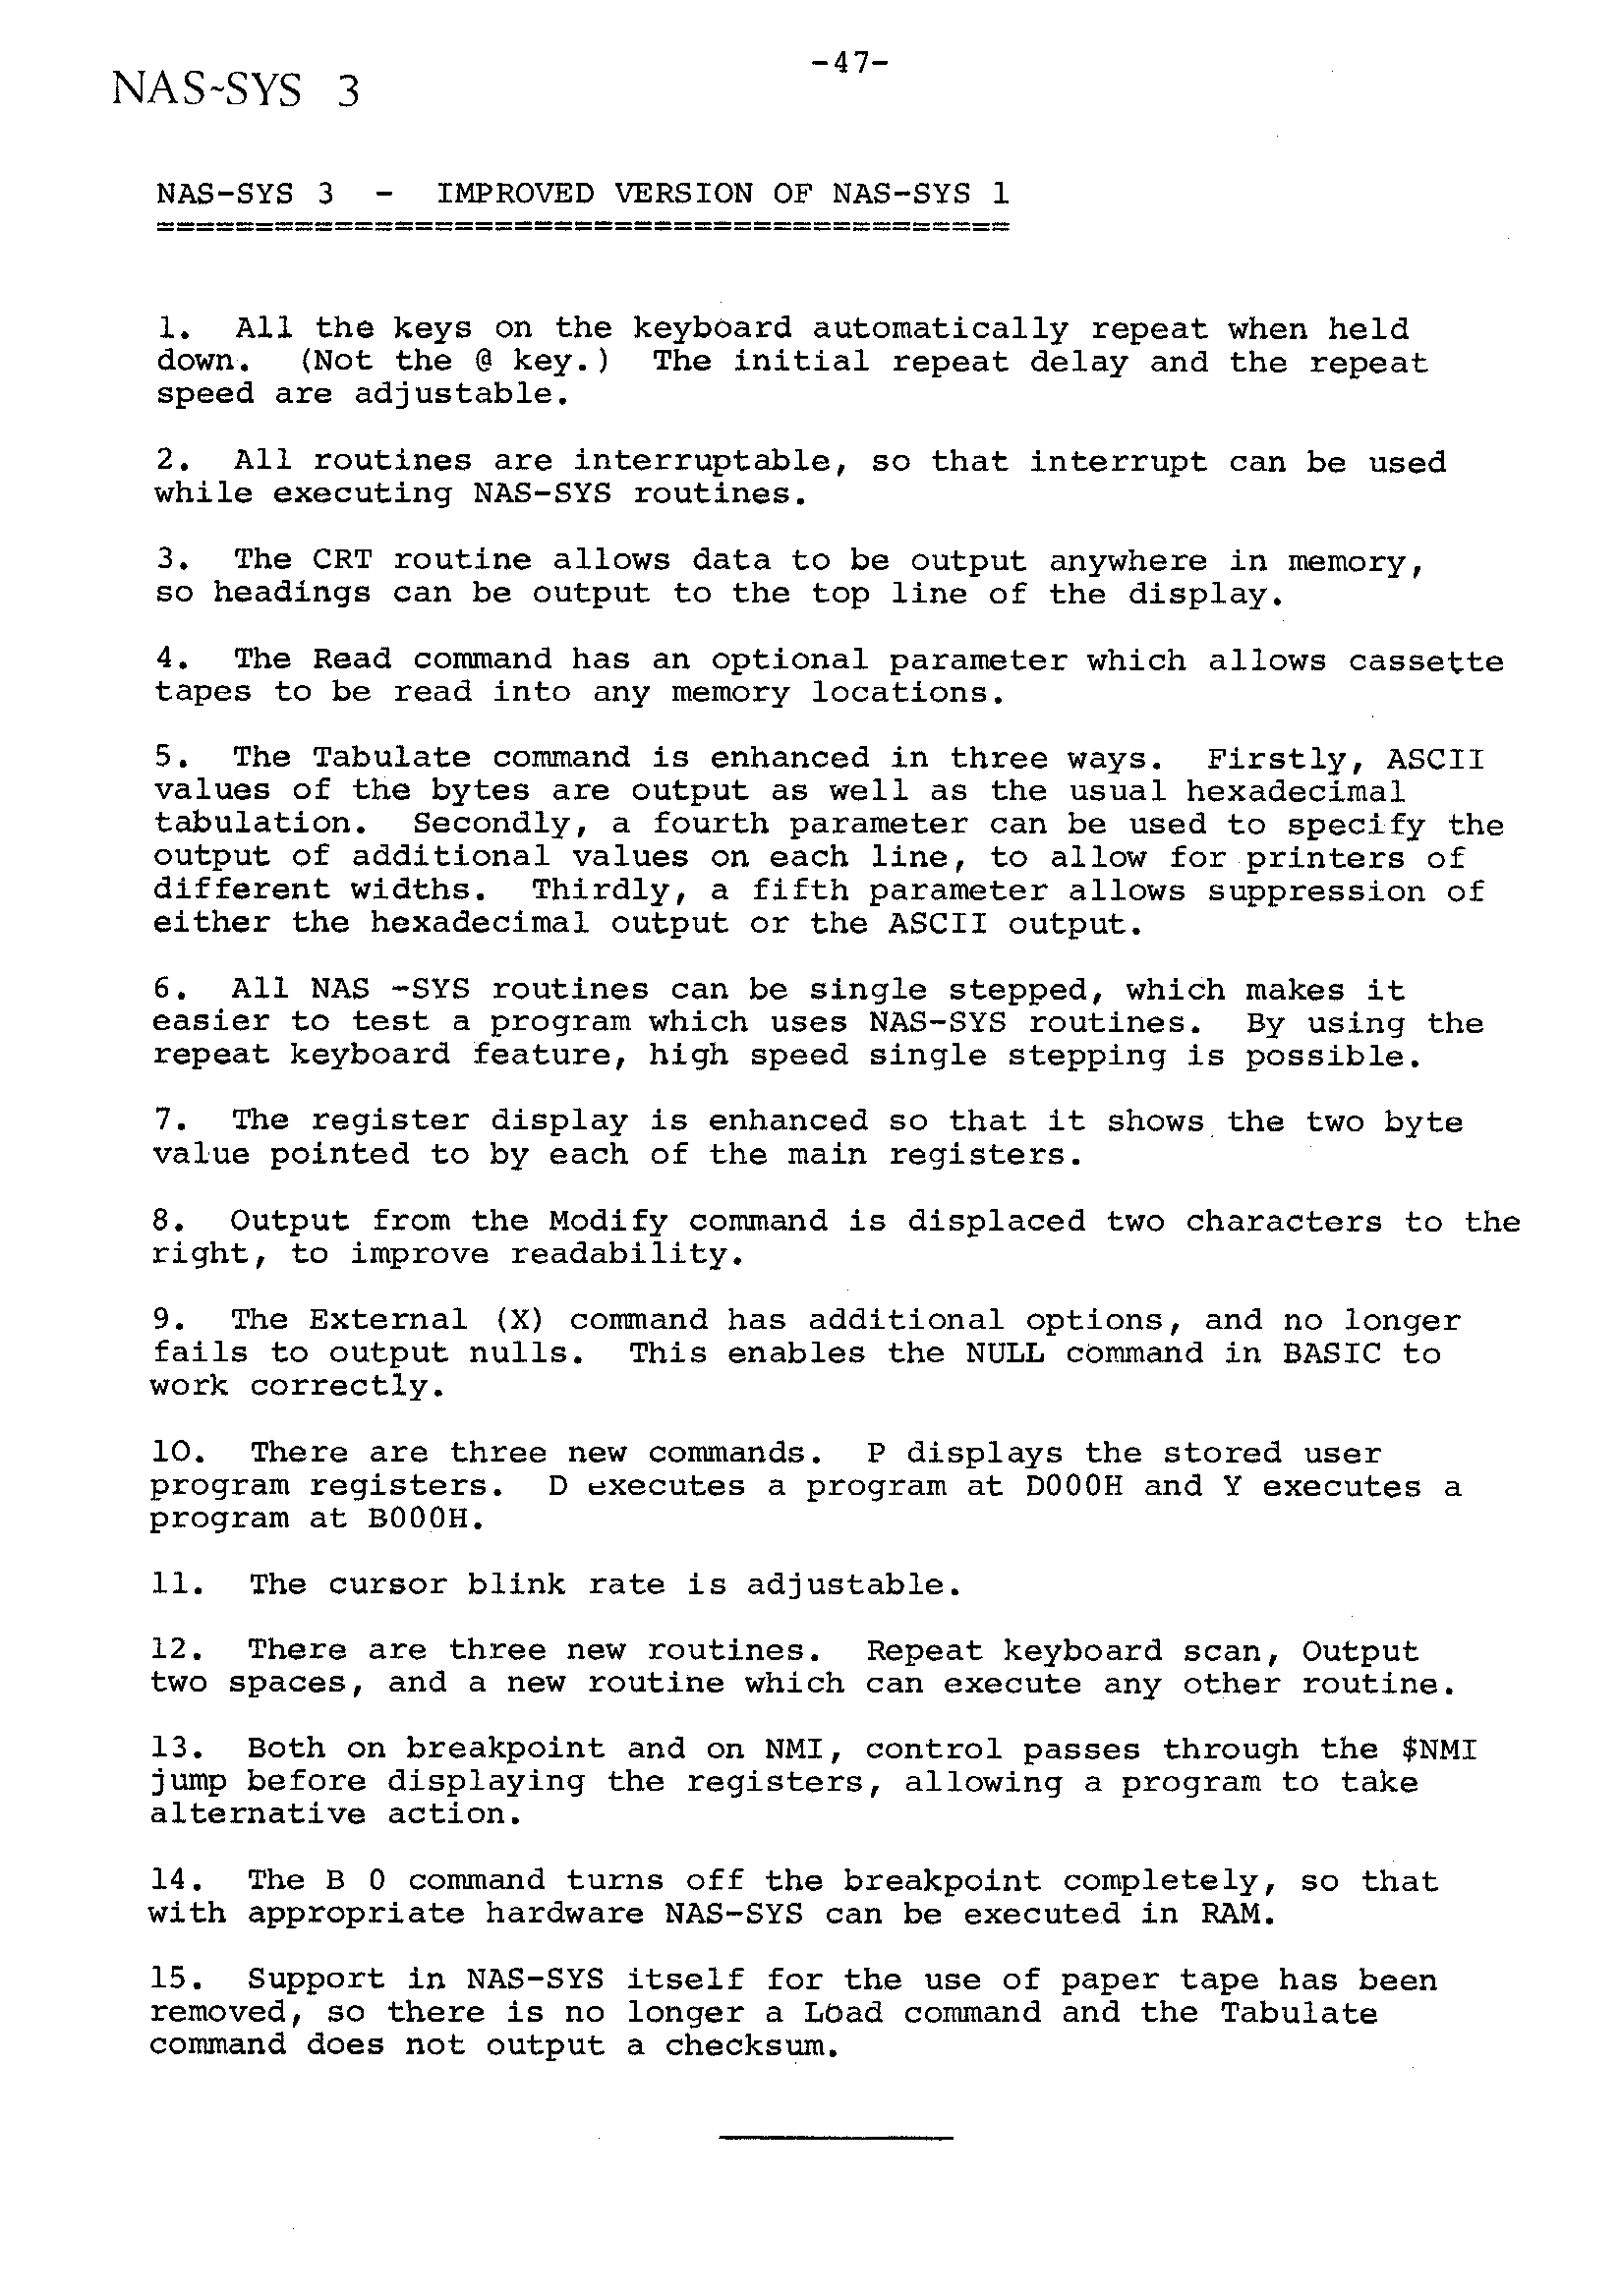 -47-
NAS~SYS 3
NAS-SYS 3 - IMPROVED VERSION OF NAS-SYS 1
===========================================
1. All the keys on the keyboard automatically repeat when held
down. (Not the @ key.) The initial repeat delay and the repeat
speed are adjustable.
2. All routines are interruptable, so that interrupt can be used
while executing NAS-SYS routines.
3. The CRT routine allows data to be output anywhere in memory,
so headings can be output to the top line of the display.
4. The Read command has an optional parameter which allows cassette
tapes to be read into any memory locations.
5. The Tabulate command is enhanced in three ways. Firstly, ASCII
values of the bytes are output as well as the usual hexadecimal
tabulation. Secondly, a fourth parameter can be used to specify the
output of additional values on each line, to allow for printers of
different widths. Thirdly, a fifth parameter allows suppression of
either the hexadecimal output or the ASCII output.
6. All NAS -SYS routines can be single stepped, which makes it
easier to test a program which uses NAS-SYS routines. By using the
repeat keyboard feature, high speed single stepping is possible.
7. The register display is enhanced so that it shows the two byte
value pointed to by each of the main registers.
8. Output from the Modify command is displaced two characters to the
right, to improve readability.
9. The External (X) command has additional options, and no longer
fails to output nulls. This enables the NULL command in BASIC to
work correctly.
10. There are three new commands. P displays the stored user
program registers. D executes a program at D000H and Y executes a
program at B000H.
11. The cursor blink rate is adjustable.
12. There are three new routines. Repeat keyboard scan, Output
two spaces, and a new routine which can execute any other routine.
13. Both on breakpoint and on NMI, control passes through the $NMI
jump before displaying the registers, allowing a program to take
alternative action.
14. The B 0 command turns off the breakpoint completely, so that
with appropriate hardware NAS-SYS can be executed in RAM.
15. Support in NAS-SYS itself for the use of paper tape has been
removed, so there is no longer a Load command and the Tabulate
command does not output a checksum.